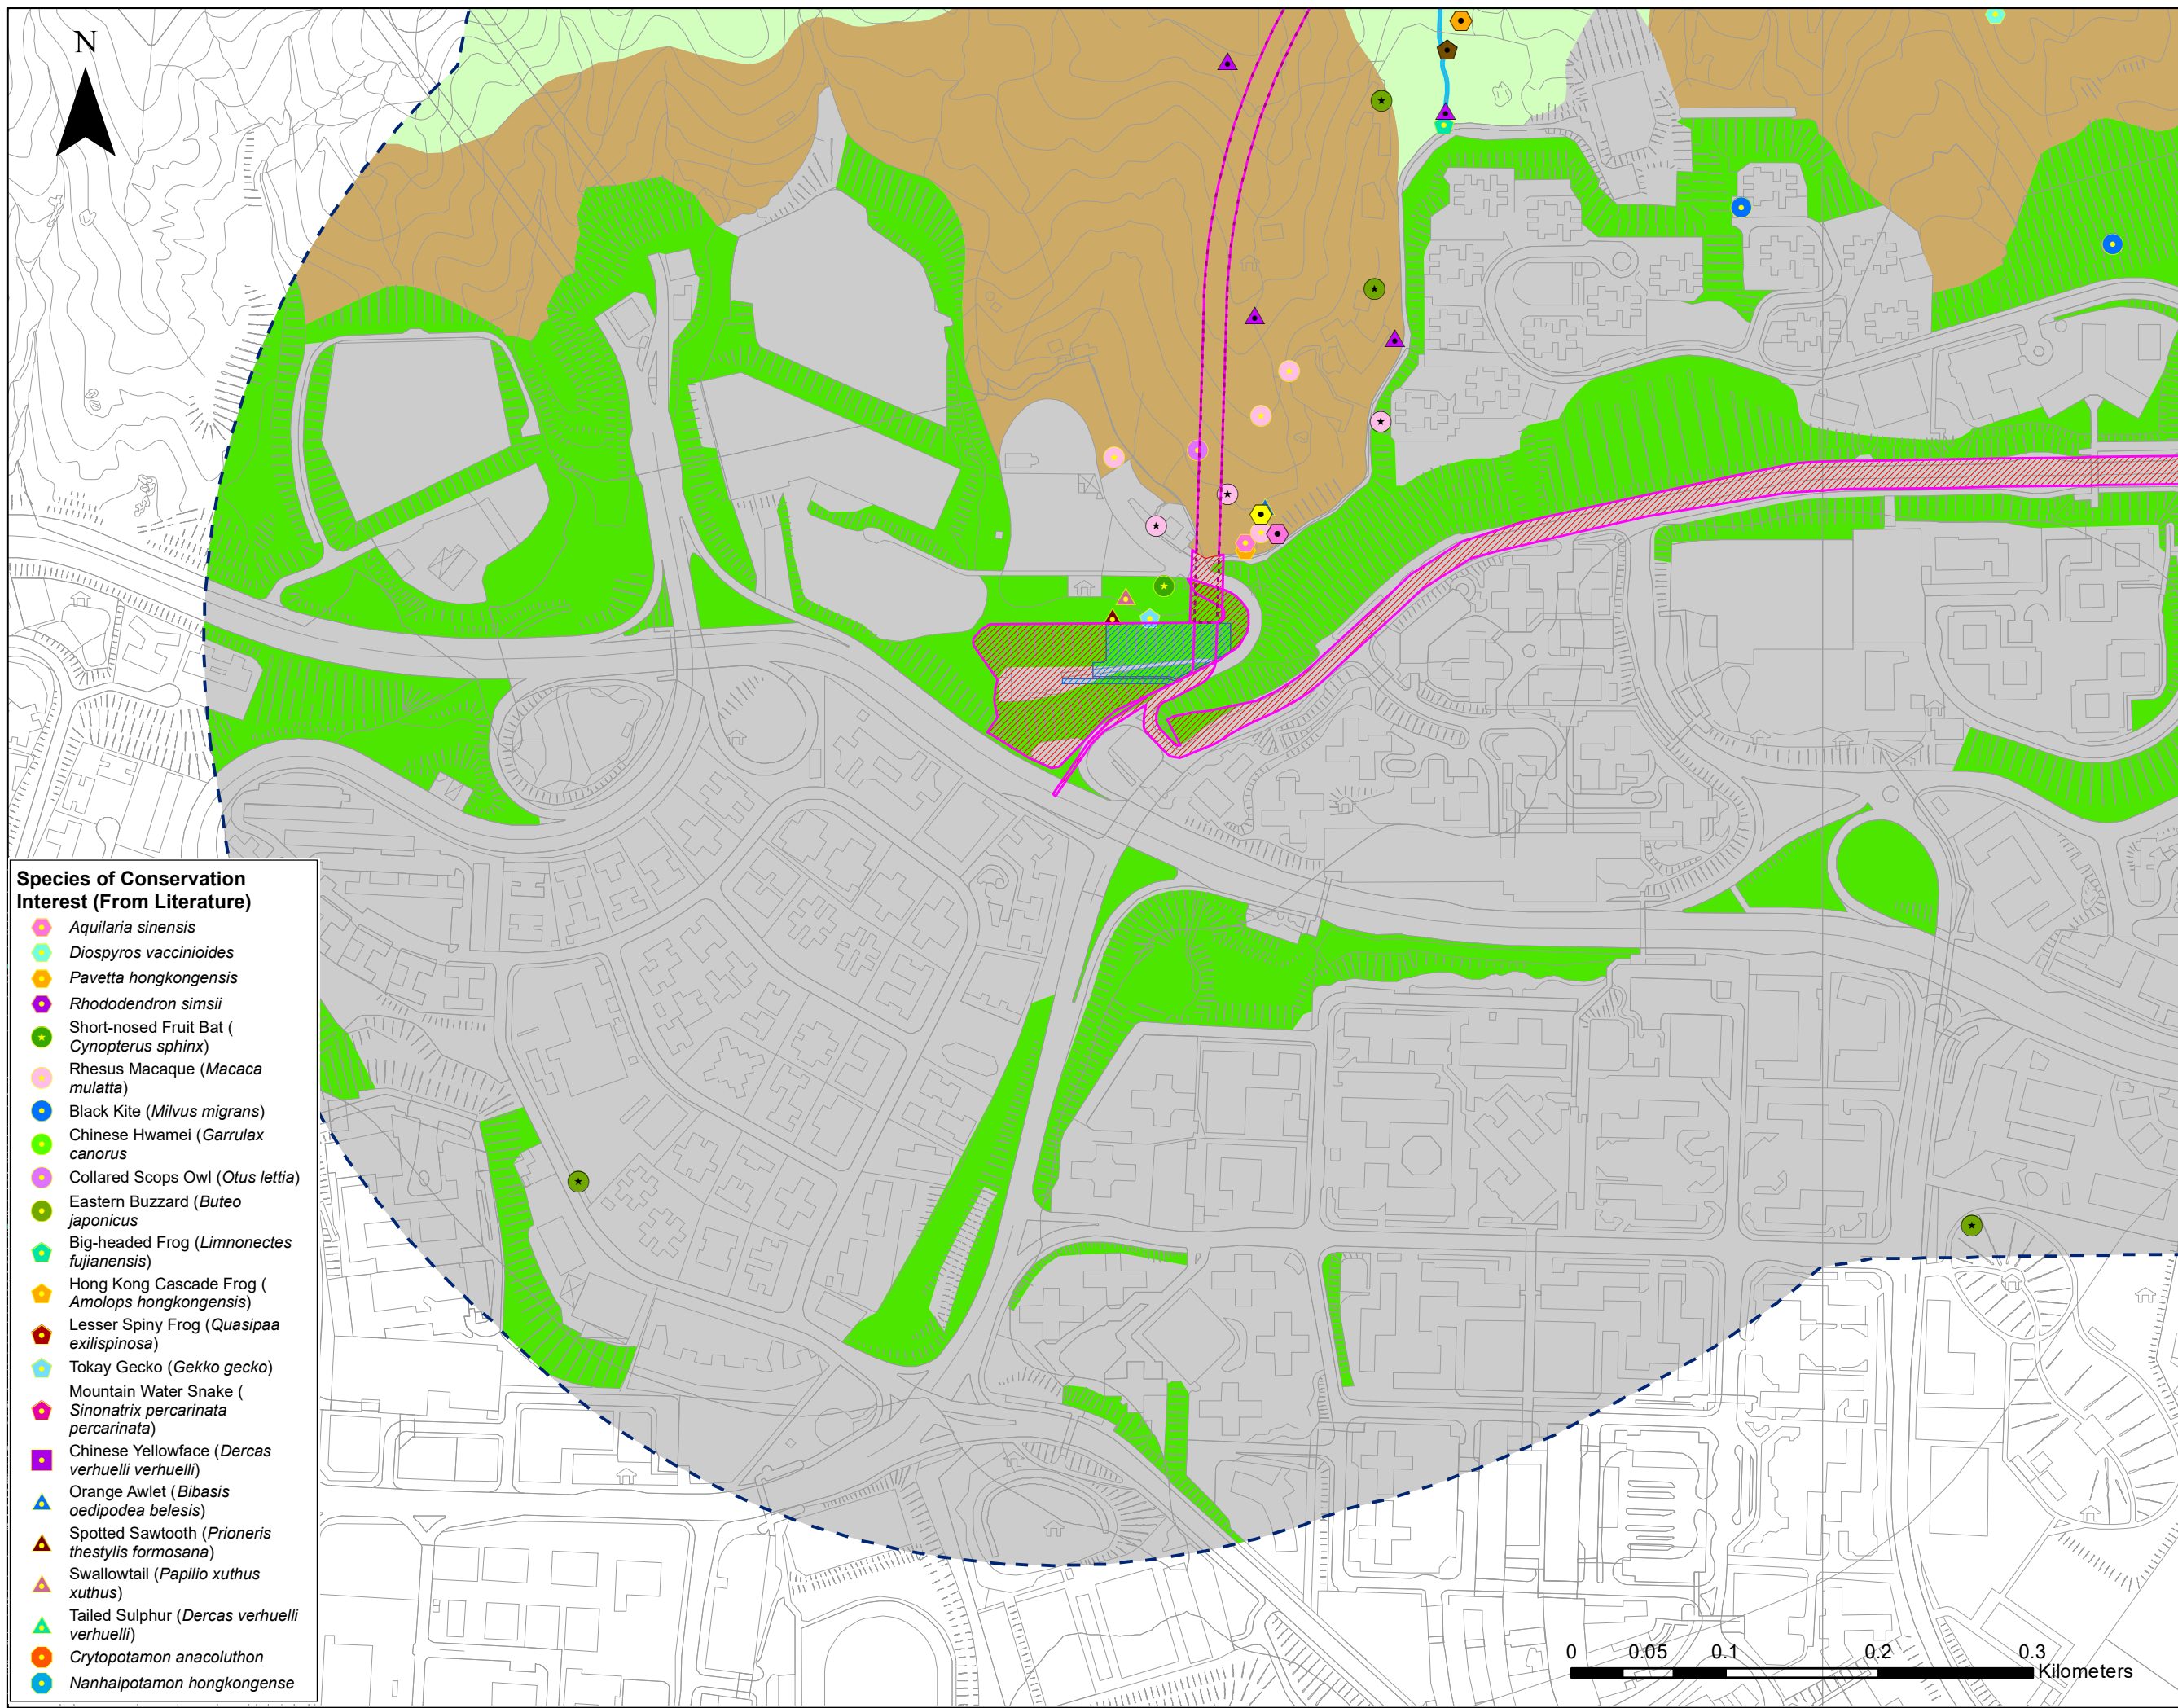 N
Species of Conservation
Interest (From Literature)
Aquilaria sinensis
Diospyros vaccinioides
Pavetta hongkongensis
Rhododendron simsii
Short-nosed Fruit Bat (
Cynopterus sphinx)
Rhesus Macaque (Macaca
mulatta)
Black Kite (Milvus migrans)
Chinese Hwamei (Garrulax
canorus
Collared Scops Owl (Otus lettia)
Eastern Buzzard (Buteo
japonicus
Big-headed Frog (Limnonectes
fujianensis)
Hong Kong Cascade Frog (
Amolops hongkongensis)
Lesser Spiny Frog (Quasipaa
exilispinosa)
Tokay Gecko (Gekko gecko)
Mountain Water Snake (
Sinonatrix percarinata
percarinata)
Chinese Yellowface (Dercas
verhuelli verhuelli)
Orange Awlet (Bibasis
oedipodea belesis)
Spotted Sawtooth (Prioneris
thestylis formosana)
Swallowtail (Papilio xuthus
xuthus)
Tailed Sulphur (Dercas verhuelli
verhuelli)
Crytopotamon anacoluthon
Nanhaipotamon hongkongense
0 0.05 0.1 0.2 0.3
Kilometers